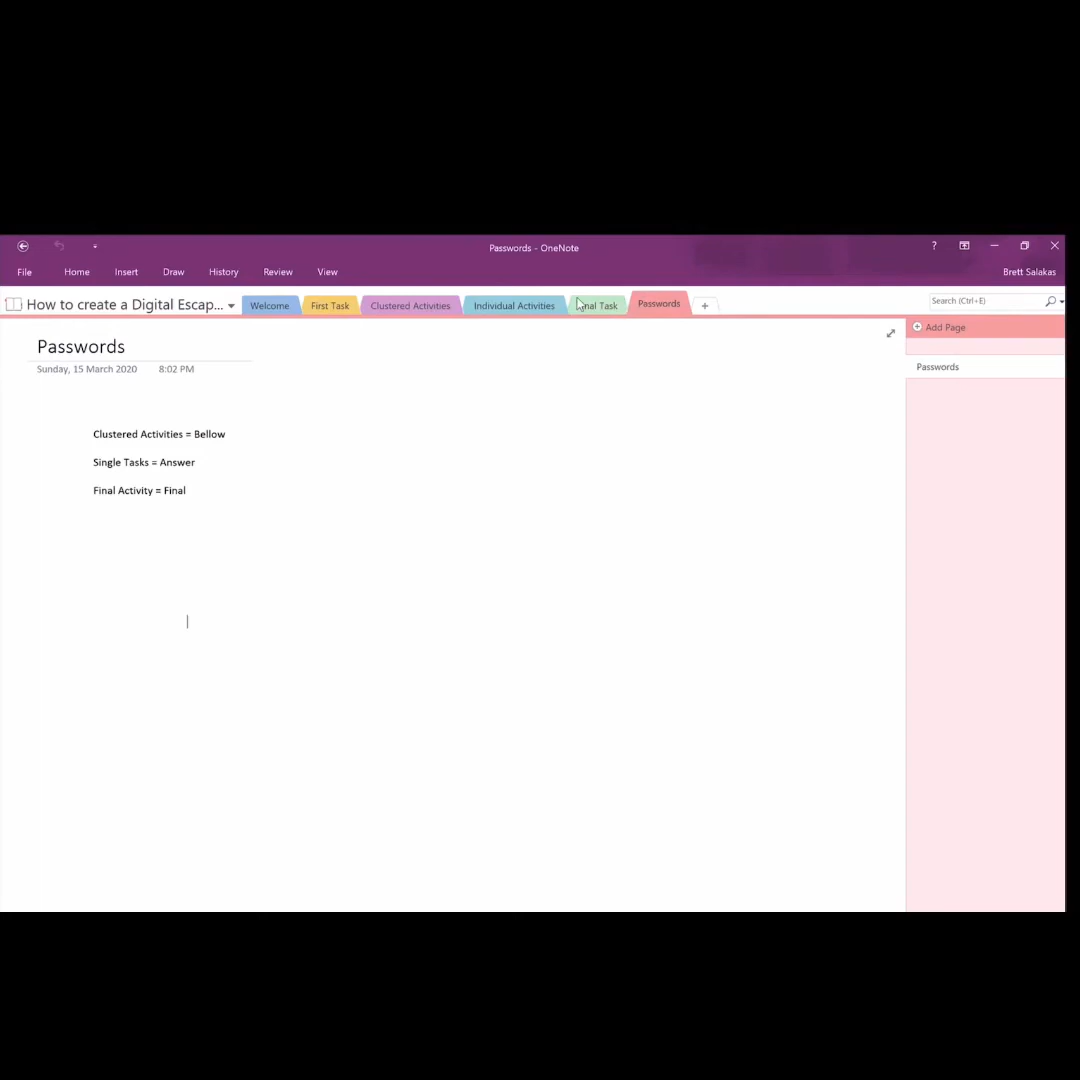 Passwords - OneNote
?
File Home Insert Draw History Review View Brett Salakas
How to create a Digital Escap... Welcome First Task Clustered Activities Individual Activities Final Task Passwords + Search (Ctrl+E)
Passwords
Sunday, 15 March 2020 8:02 PM
Clustered Activities = Bellow
Single Tasks = Answer
Final Activity = Final
Add Page
Passwords